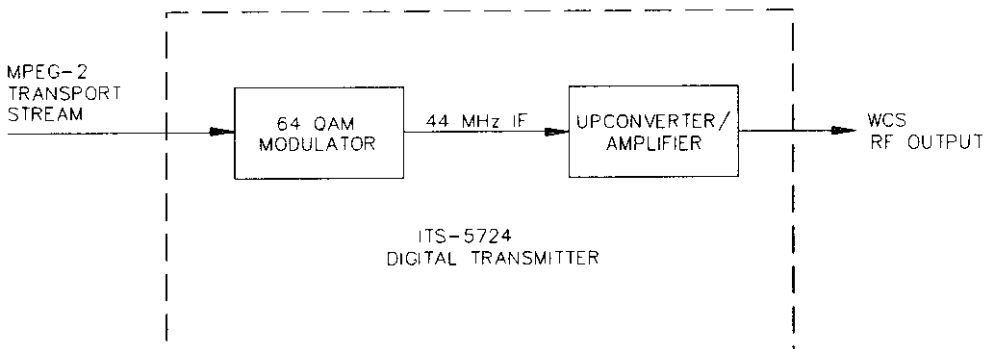 MPEG-2
TRANSPORT
STREAM
64 QAM
MODULATOR
44 MHz IF
UPCONVERTER/
AMPLIFIER
WCS
RF OUTPUT
ITS-5724
DIGITAL TRANSMITTER